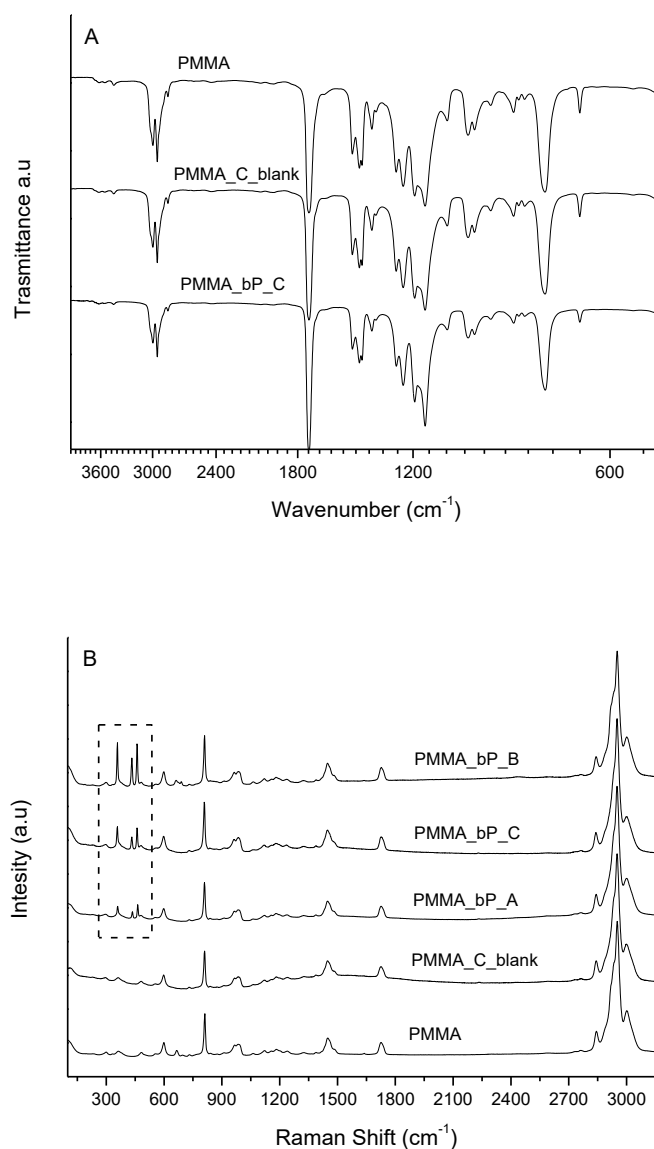 A
PMMA
PMMA_C_blank
PMMA_bP_C
Trasmittance a.u
3600 3000 2400 1800 1200 600
Wavenumber (cm⁻¹)
B
PMMA_bP_B
PMMA_bP_C
PMMA_bP_A
PMMA_C_blank
PMMA
Intesity (a.u)
300 600 900 1200 1500 1800 2100 2400 2700 3000
Raman Shift (cm⁻¹)